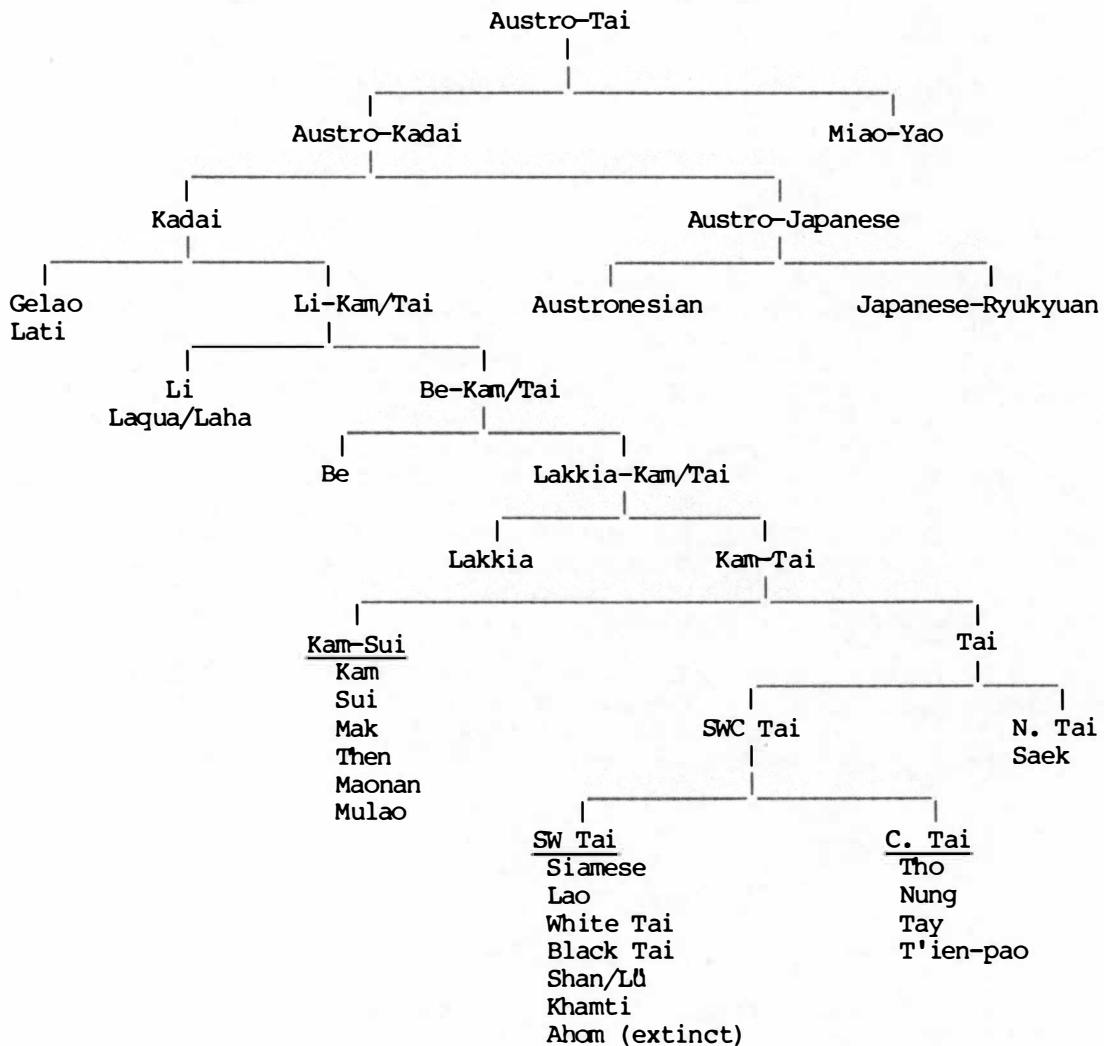 Austro-Tai
Austro-Kadai Miao-Yao
Kadai Austro-Japanese
Gelao Li-Kam/Tai Austronesian Japanese-Ryukyuan
Lati
Li Be-Kam/Tai
Laqua/Laha
Be Lakkia-Kam/Tai
Lakkia Kam-Tai
Kam-Sui Tai
Kam
Sui SWC Tai N. Tai
Mak Saek
Then
Maonan
Mulao
SW Tai C. Tai
Siamese Tho
Lao Nung
White Tai Tay
Black Tai T'ien-pao
Shan/Lü
Khamti
Ahom (extinct)